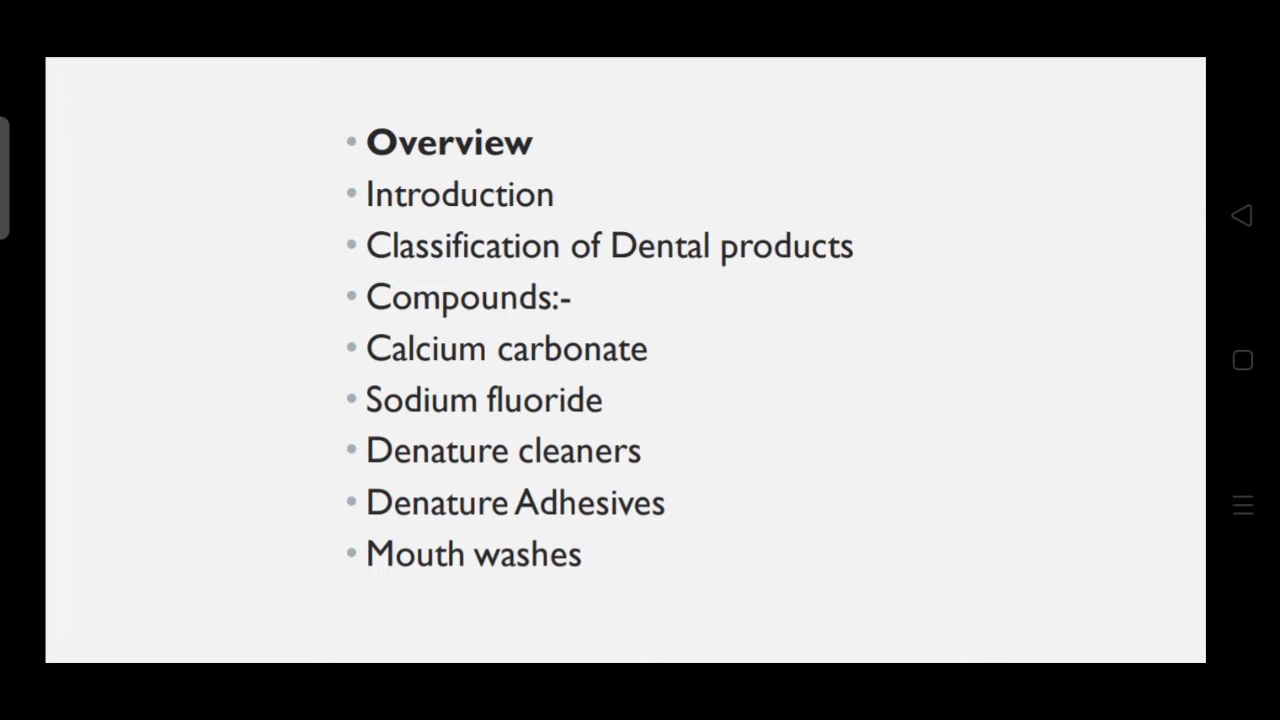 • Overview
• Introduction
• Classification of Dental products
• Compounds:-
• Calcium carbonate
• Sodium fluoride
• Denature cleaners
• Denature Adhesives
• Mouth washes